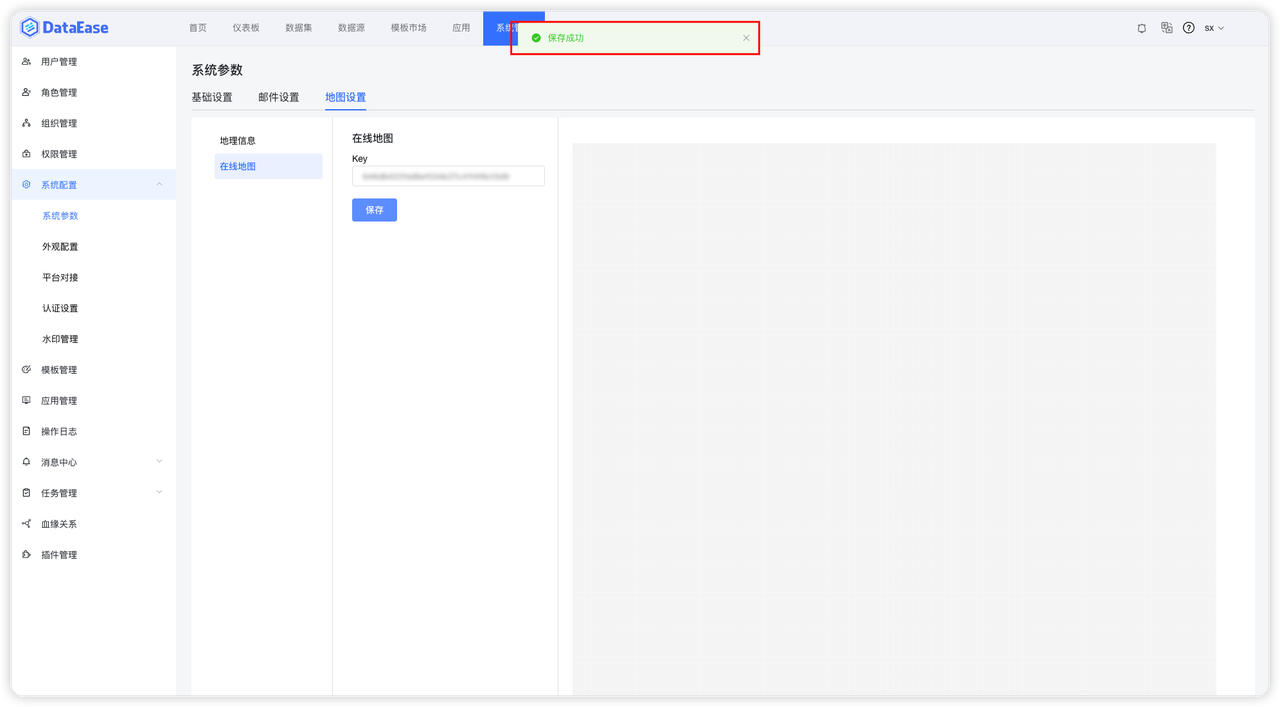 DataEase
首页 仪表板 数据集 数据源 模板市场 应用 系统
保存成功
sx
用户管理
角色管理
组织管理
权限管理
系统配置
系统参数
外观配置
平台对接
认证设置
水印管理
模板管理
应用管理
操作日志
消息中心
任务管理
血缘关系
插件管理
系统参数
基础设置 邮件设置 地图设置
地理信息
在线地图
在线地图
Key
保存